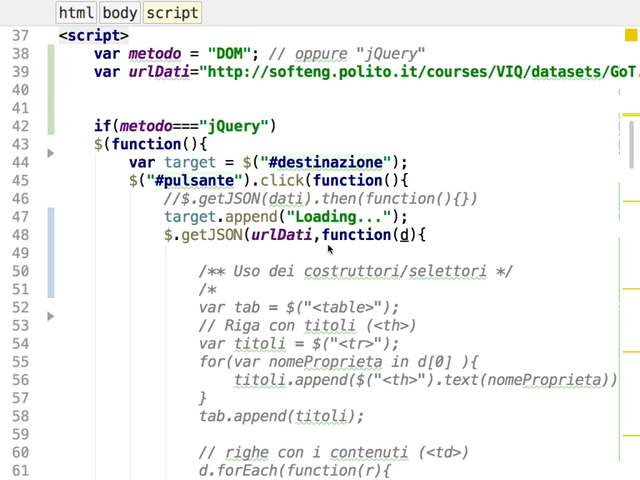 html body script
37 <script>
38 var metodo = "DOM"; // oppure "jQuery"
39 var urlDati="http://softeng.polito.it/courses/VIQ/datasets/GoT.
40
41
42 if(metodo==="jQuery")
43 $(function(){
44 var target = $("#destinazione");
45 $("#pulsante").click(function(){
46 //$.getJSON(dati).then(function(){})
47 target.append("Loading...");
48 $.getJSON(urlDati,function(d){
49
50 /** Uso dei costruttori/selettori */
51 /*
52 var tab = $("<table>");
53 // Riga con titoli (<th>)
54 var titoli = $("<tr>");
55 for(var nomeProprieta in d[0] ){
56 titoli.append($("<th>").text(nomeProprieta))
57 }
58 tab.append(titoli);
59
60 // righe con i contenuti (<td>)
61 d.forEach(function(r){